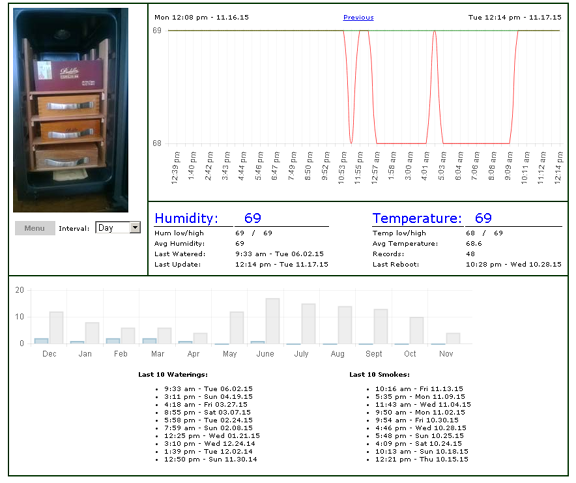 Mon 12:08 pm - 11.16.15 Previous Tue 12:14 pm - 11.17.15
69
68
12:39 pm 1:40 pm 2:42 pm 3:43 pm 4:44 pm 5:45 pm 6:47 pm 7:48 pm 8:49 pm 9:50 pm 10:53 pm 11:55 pm 12:57 am 1:58 am 3:00 am 4:01 am 5:03 am 6:05 am 7:07 am 8:08 am 9:09 am 10:11 am 11:12 am 12:14 pm
Menu Interval: Day
Humidity: 69 Temperature: 69
Hum low/high 69 / 69 Temp low/high 68 / 69
Avg Humidity: 69 Avg Temperature: 68.6
Last Watered: 9:33 am - Tue 06.02.15 Records: 48
Last Update: 12:14 pm - Tue 11.17.15 Last Reboot: 10:28 pm - Wed 10.28.15
20
10
0
Dec Jan Feb Mar Apr May June July Aug Sept Oct Nov
Last 10 Waterings:
9:33 am - Tue 06.02.15
3:11 pm - Sun 04.19.15
4:18 am - Fri 03.27.15
8:55 pm - Sat 03.07.15
5:58 pm - Tue 02.24.15
7:59 am - Sun 02.08.15
12:25 pm - Wed 01.21.15
3:10 pm - Wed 12.24.14
1:39 pm - Tue 12.02.14
12:50 pm - Sun 11.30.14
Last 10 Smokes:
10:16 am - Fri 11.13.15
5:35 pm - Mon 11.09.15
11:43 am - Wed 11.04.15
9:50 am - Mon 11.02.15
9:54 am - Fri 10.30.15
4:46 pm - Wed 10.28.15
5:48 pm - Sun 10.25.15
4:09 pm - Sat 10.24.15
10:13 am - Sun 10.18.15
12:21 pm - Thu 10.15.15